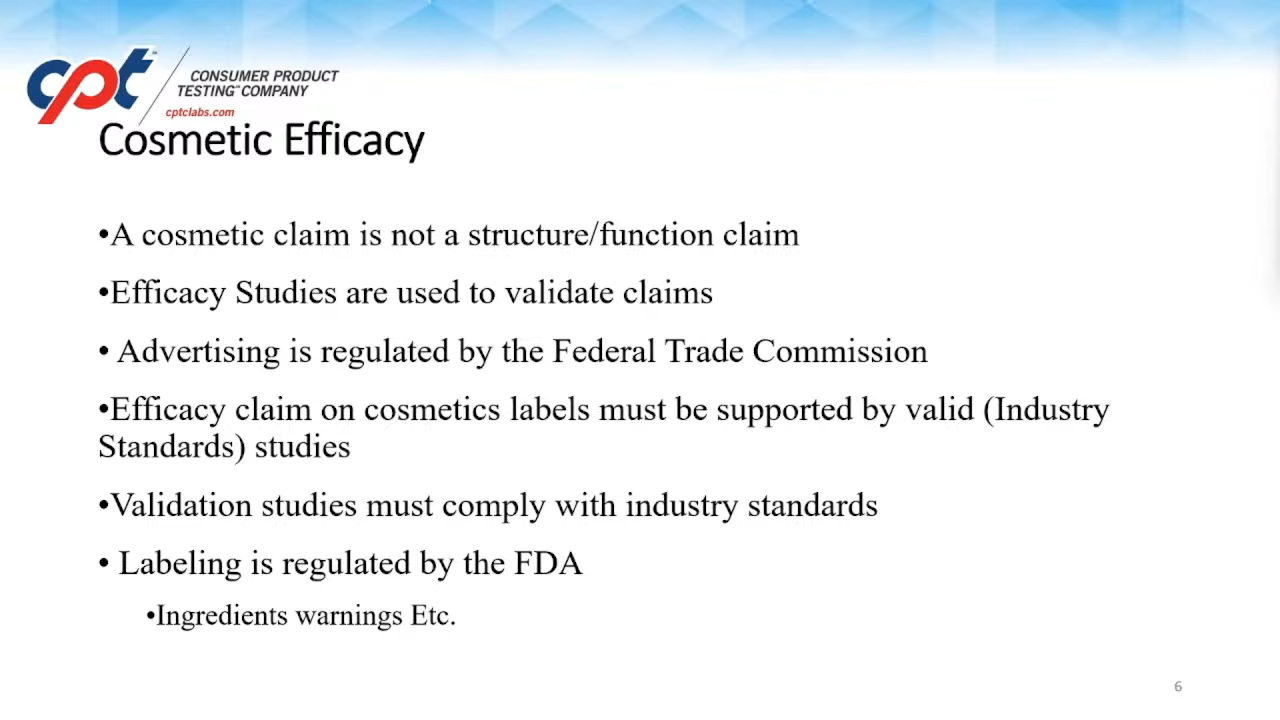 cpt
CONSUMER PRODUCT
TESTING COMPANY
cptclabs.com
Cosmetic Efficacy
•A cosmetic claim is not a structure/function claim
•Efficacy Studies are used to validate claims
• Advertising is regulated by the Federal Trade Commission
•Efficacy claim on cosmetics labels must be supported by valid (Industry
Standards) studies
•Validation studies must comply with industry standards
• Labeling is regulated by the FDA
•Ingredients warnings Etc.
6